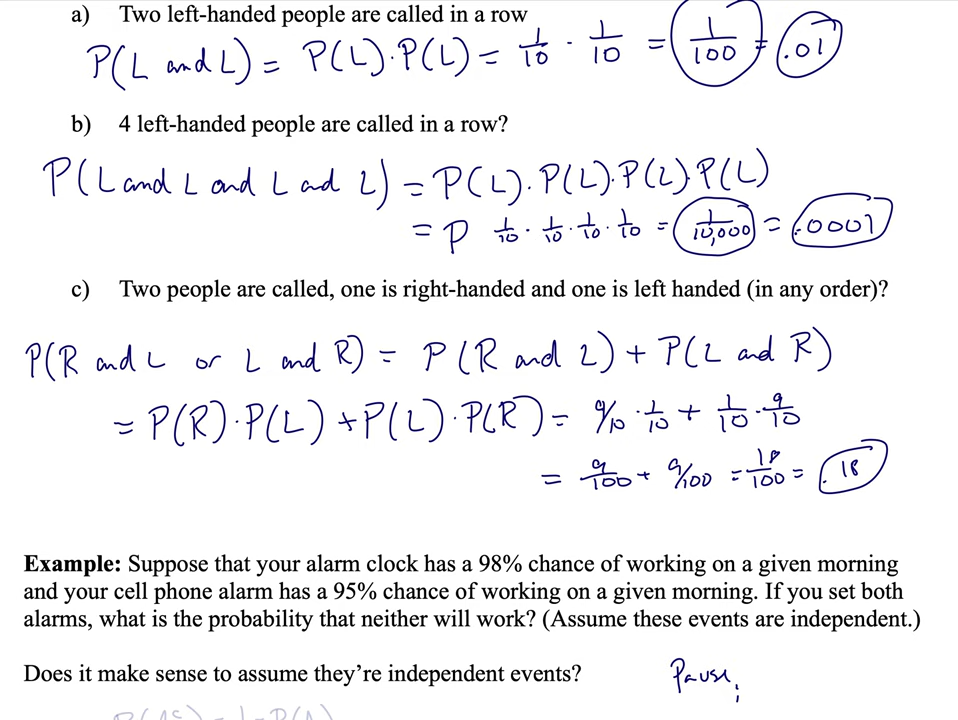 a) Two left-handed people are called in a row
P(L and L) = P(L)·P(L) = 1/10 · 1/10 = 1/100 = .01
b) 4 left-handed people are called in a row?
P(L and L and L and L) = P(L)·P(L)·P(L)·P(L)
= P 1/10 · 1/10 · 1/10 · 1/10 = 1/10,000 = .0001
c) Two people are called, one is right-handed and one is left handed (in any order)?
P(R and L or L and R) = P(R and L) + P(L and R)
= P(R)·P(L) + P(L)·P(R) = 9/10 · 1/10 + 1/10 · 9/10
= 9/100 + 9/100 = 18/100 = .18
Example: Suppose that your alarm clock has a 98% chance of working on a given morning
and your cell phone alarm has a 95% chance of working on a given morning. If you set both
alarms, what is the probability that neither will work? (Assume these events are independent.)
Does it make sense to assume they're independent events? Pause,